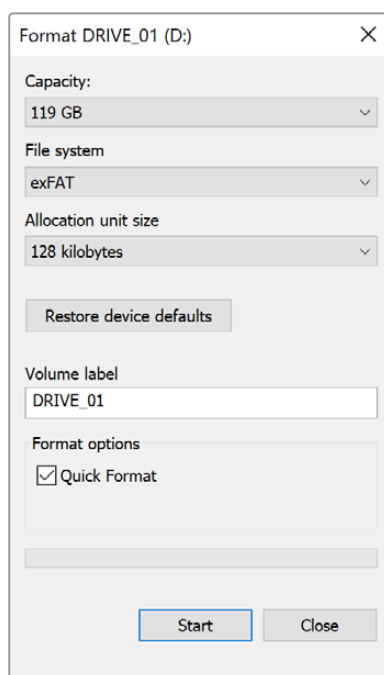 Format DRIVE_01 (D:)
Capacity:
119 GB
File system
exFAT
Allocation unit size
128 kilobytes
Restore device defaults
Volume label
DRIVE_01
Format options
Quick Format
Start Close